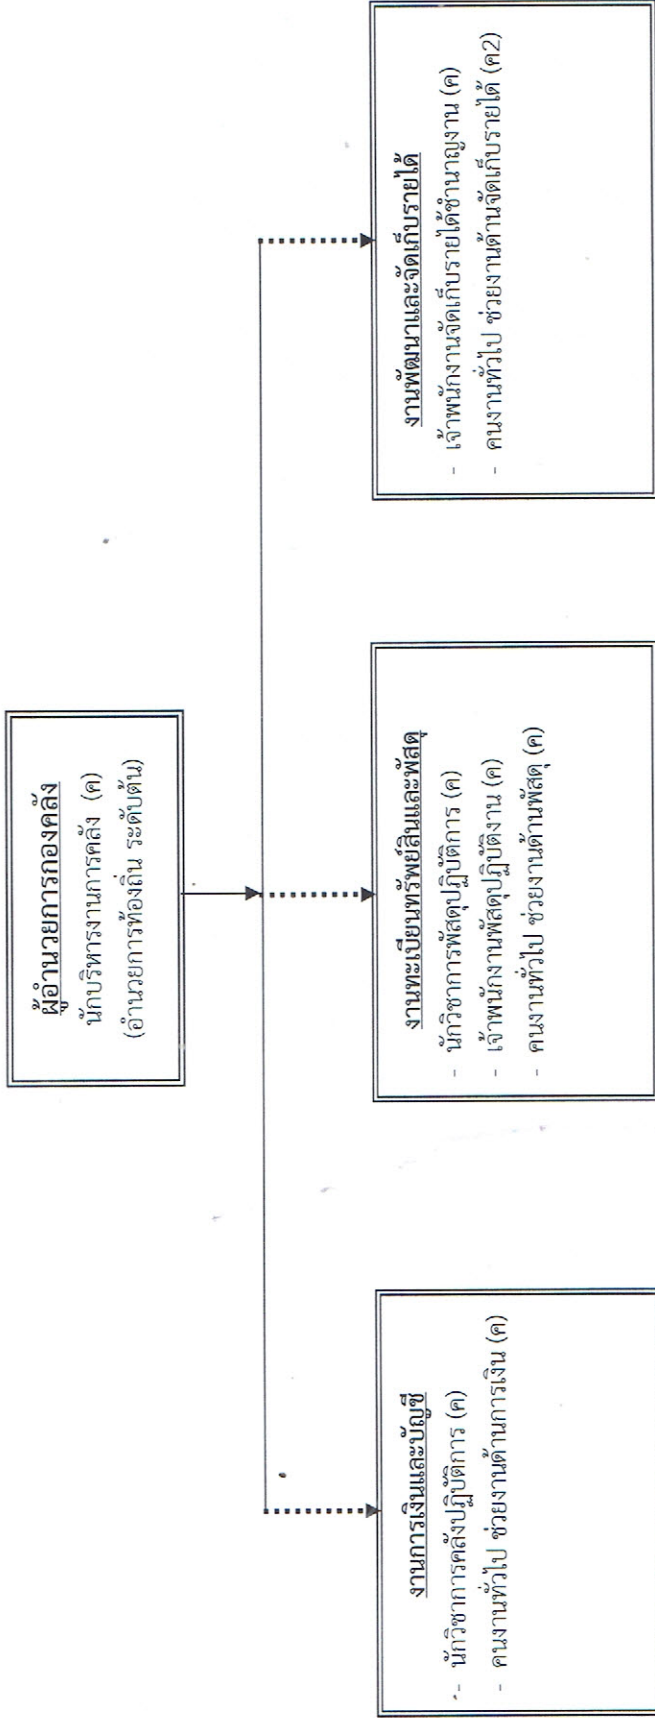 ผู้อำนวยการกองคลัง
นักบริหารงานการคลัง (ค)
(อำนวยการท้องถิ่น ระดับต้น)
งานการเงินและบัญชี
- นักวิชาการคลังปฏิบัติการ (ค)
- คนงานทั่วไป ช่วยงานด้านการเงิน (ค)
งานทะเบียนทรัพย์สินและพัสดุ
- นักวิชาการพัสดุปฏิบัติการ (ค)
- เจ้าพนักงานพัสดุปฏิบัติงาน (ค)
- คนงานทั่วไป ช่วยงานด้านพัสดุ (ค)
งานพัฒนาและจัดเก็บรายได้
- เจ้าพนักงานจัดเก็บรายได้ชำนาญงาน (ค)
- คนงานทั่วไป ช่วยงานด้านจัดเก็บรายได้ (ค2)